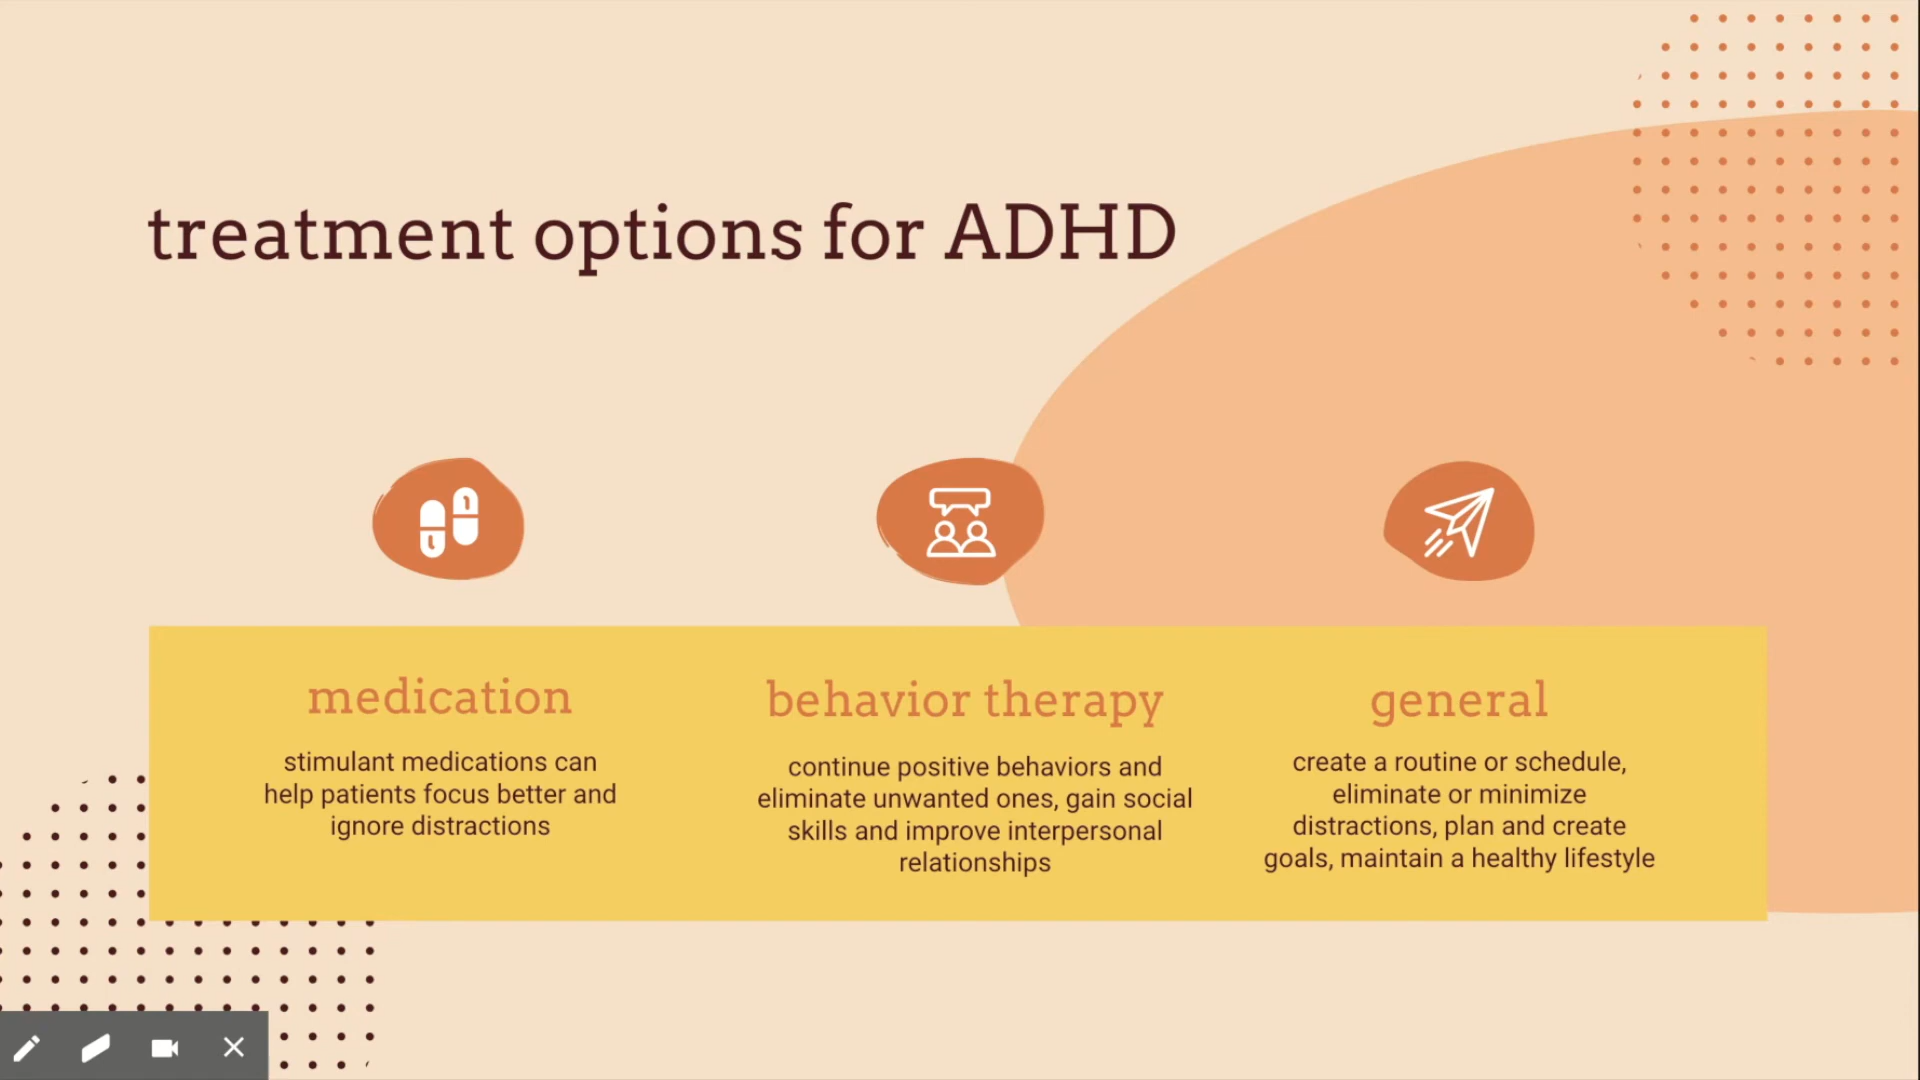 treatment options for ADHD
medication
stimulant medications can
help patients focus better and
ignore distractions
behavior therapy
continue positive behaviors and
eliminate unwanted ones, gain social
skills and improve interpersonal
relationships
general
create a routine or schedule,
eliminate or minimize
distractions, plan and create
goals, maintain a healthy lifestyle